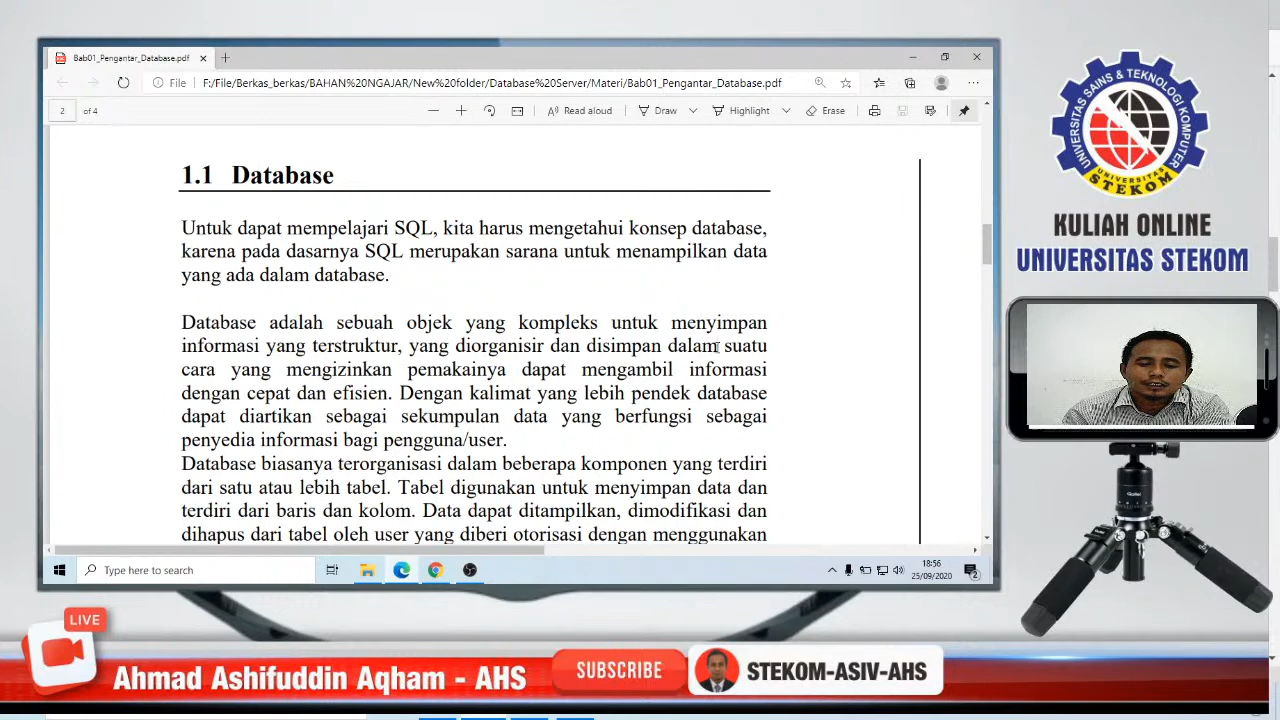 Bab01_Pengantar_Database.pdf
File
F:/File/Berkas_berkas/BAHAN%20NGAJAR/New%20folder/Database%20Server/Materi/Bab01_Pengantar_Database.pdf
2 of 4
Read aloud
Draw
Highlight
Erase
1.1 Database
Untuk dapat mempelajari SQL, kita harus mengetahui konsep database,
karena pada dasarnya SQL merupakan sarana untuk menampilkan data
yang ada dalam database.
Database adalah sebuah objek yang kompleks untuk menyimpan
informasi yang terstruktur, yang diorganisir dan disimpan dalam suatu
cara yang mengizinkan pemakainya dapat mengambil informasi
dengan cepat dan efisien. Dengan kalimat yang lebih pendek database
dapat diartikan sebagai sekumpulan data yang berfungsi sebagai
penyedia informasi bagi pengguna/user.
Database biasanya terorganisasi dalam beberapa komponen yang terdiri
dari satu atau lebih tabel. Tabel digunakan untuk menyimpan data dan
terdiri dari baris dan kolom. Data dapat ditampilkan, dimodifikasi dan
dihapus dari tabel oleh user yang diberi otorisasi dengan menggunakan
Type here to search
18:56
25/09/2020
2
UNIVERSITAS SAINS & TEKNOLOGI KOMPUTER
UNIVERSITAS
STEKOM
KULIAH ONLINE
UNIVERSITAS STEKOM
LIVE
Ahmad Ashifuddin Aqham - AHS
SUBSCRIBE
STEKOM-ASIV-AHS